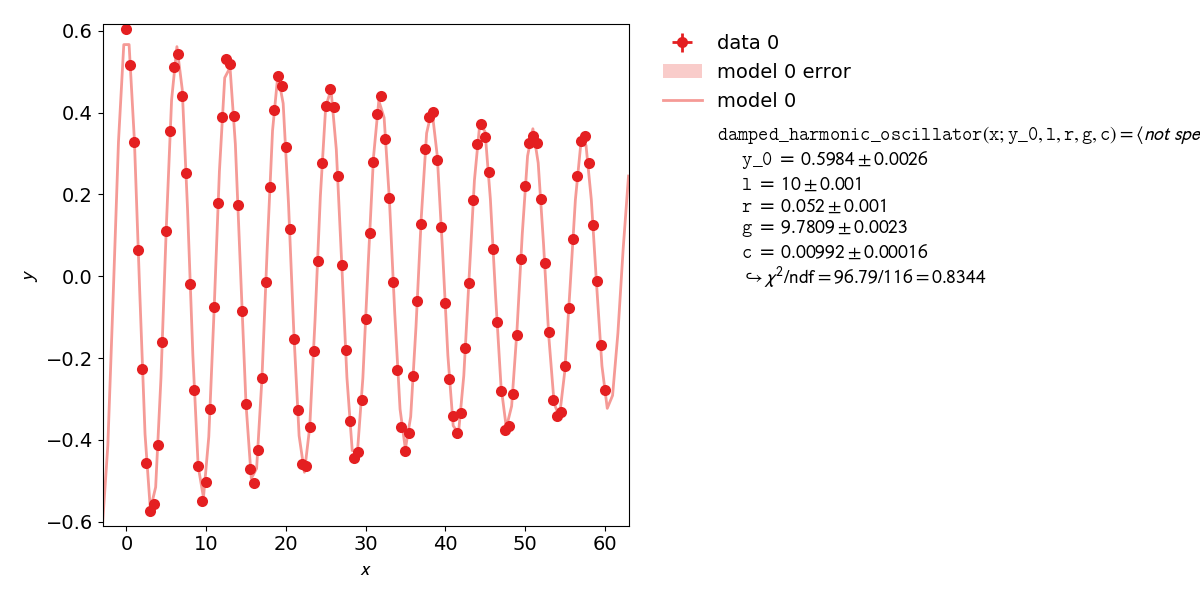 0.6
0.4
0.2
0.0
−0.2
−0.4
−0.6
y
0 10 20 30 40 50 60
x
data 0
model 0 error
model 0
damped_harmonic_oscillator(x; y_0, l, r, g, c) = ⟨not spe
y_0 = 0.5984 ± 0.0026
l = 10 ± 0.001
r = 0.052 ± 0.001
g = 9.7809 ± 0.0023
c = 0.00992 ± 0.00016
↪ χ²/ndf = 96.79/116 = 0.8344